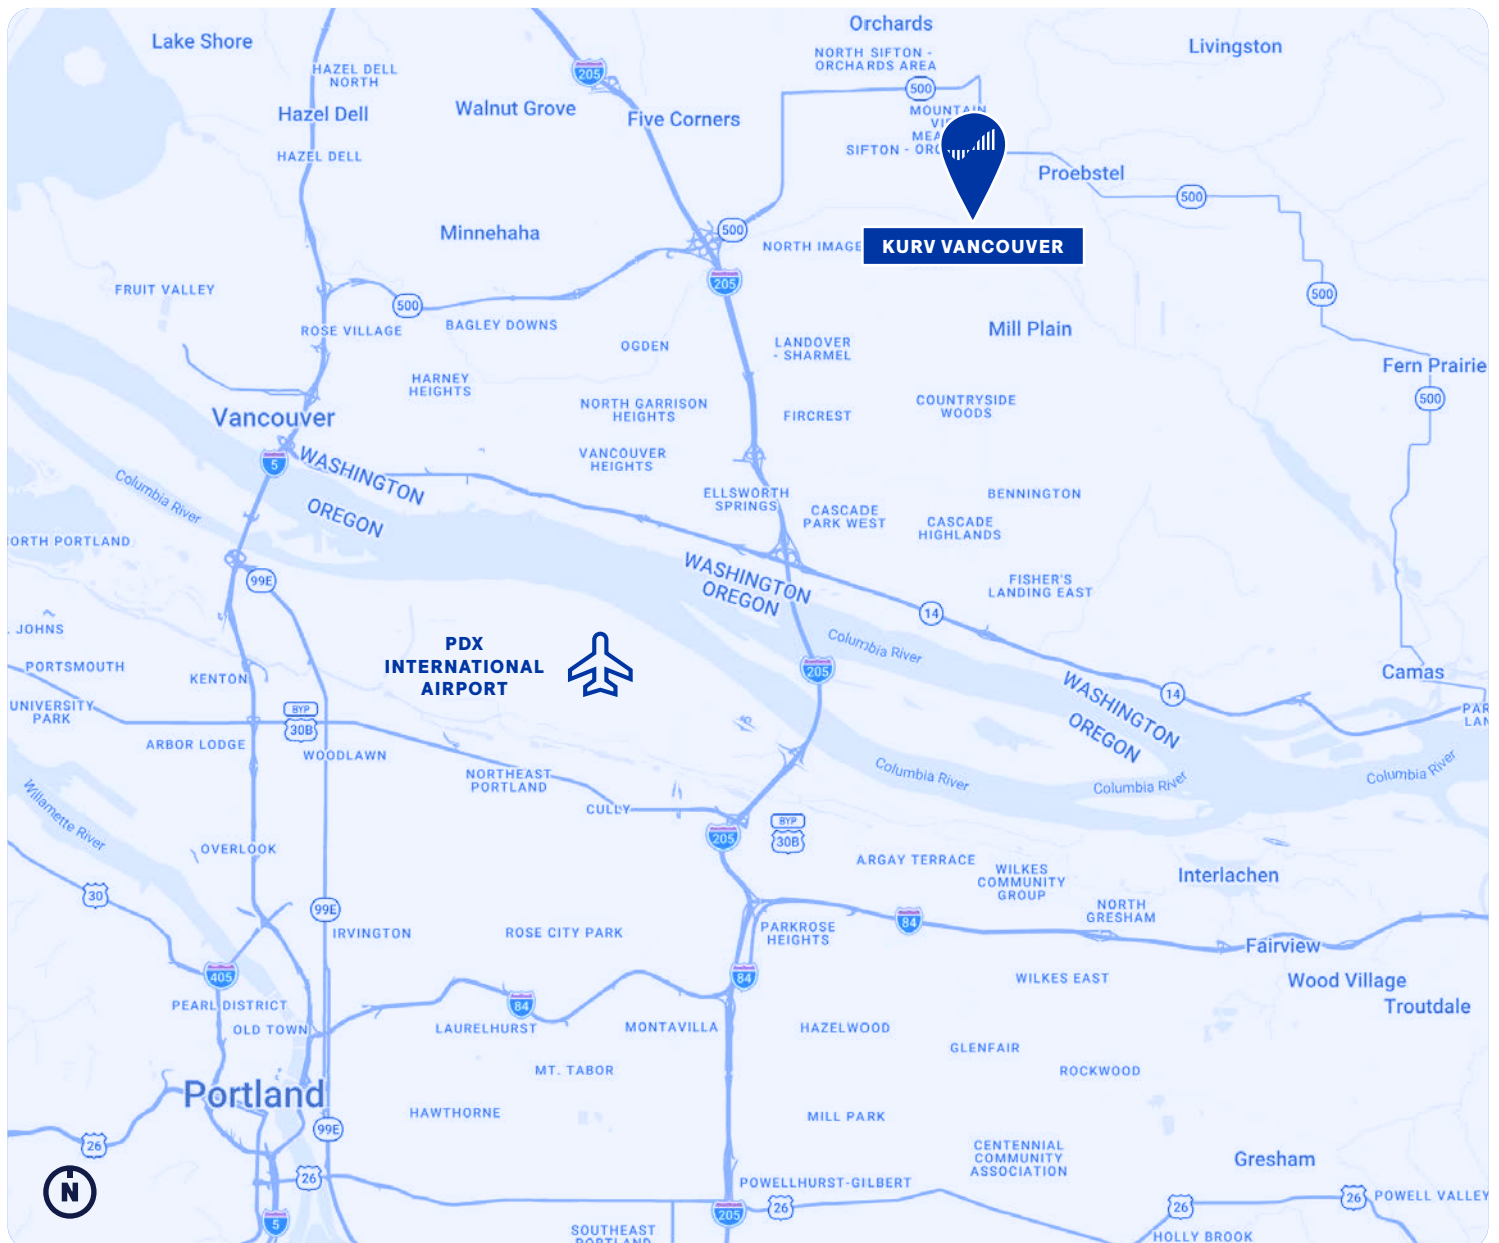 Orchards
Lake Shore
Livingston
NORTH SIFTON -
ORCHARDS AREA
HAZEL DELL
NORTH
205
500
Walnut Grove
Hazel Dell
Five Corners
MOUNTAIN
SIFTON -
HAZEL DELL
Proebstel
500
Minnehaha
500
NORTH IMAGE
KURV VANCOUVER
205
FRUIT VALLEY
500
500
ROSE VILLAGE
BAGLEY DOWNS
Mill Plain
OGDEN
LANDOVER
- SHARMEL
Fern Prairie
HARNEY
HEIGHTS
500
NORTH GARRISON
HEIGHTS
COUNTRYSIDE
WOODS
Vancouver
FIRCREST
5
WASHINGTON
OREGON
VANCOUVER
HEIGHTS
Columbia River
ELLSWORTH
SPRINGS
BENNINGTON
CASCADE
PARK WEST
CASCADE
HIGHLANDS
ORTH PORTLAND
99E
WASHINGTON
OREGON
FISHER'S
LANDING EAST
14
. JOHNS
PDX
INTERNATIONAL
AIRPORT
Columbia River
205
PORTSMOUTH
KENTON
Camas
14
WASHINGTON
OREGON
UNIVERSITY
PARK
BYP
30B
PAR
LAN
ARBOR LODGE
WOODLAWN
NORTHEAST
PORTLAND
Columbia River
Columbia River
Columbia River
Willamette River
CULLY
205
BYP
30B
OVERLOOK
ARGAY TERRACE
WILKES
COMMUNITY
GROUP
Interlachen
30
99E
NORTH
GRESHAM
84
IRVINGTON
ROSE CITY PARK
PARKROSE
HEIGHTS
Fairview
405
84
WILKES EAST
Wood Village
Troutdale
PEARL DISTRICT
84
OLD TOWN
LAURELHURST
MONTAVILLA
HAZELWOOD
GLENFAIR
MT. TABOR
ROCKWOOD
Portland
HAWTHORNE
MILL PARK
99E
26
CENTENNIAL
COMMUNITY
ASSOCIATION
Gresham
N
26
POWELLHURST-GILBERT
26
POWELL VALLEY
5
205
26
26
SOUTHEAST
PORTLAND
HOLLY BROOK